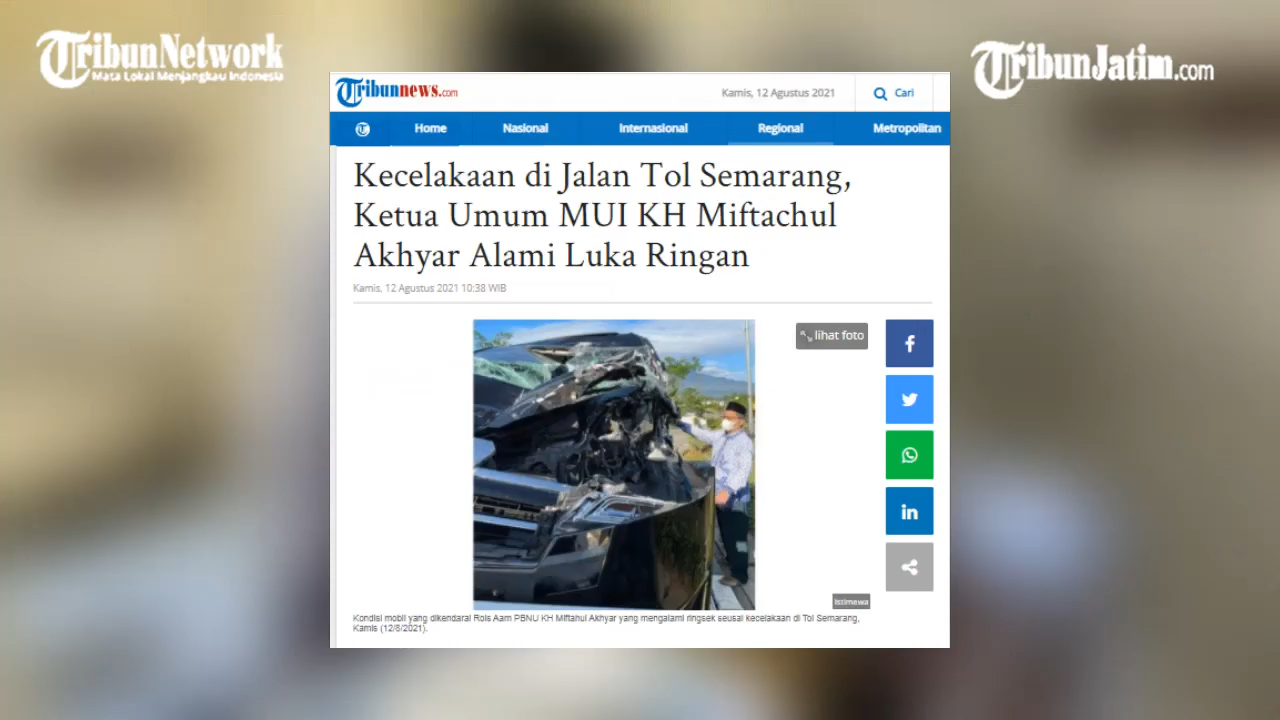 TribunNetwork
Mata Lokal Menjangkau Indonesia
TribunJatim.com
Tribunnews.com
Kamis, 12 Agustus 2021
Cari
Home Nasional Internasional Regional Metropolitan
Kecelakaan di Jalan Tol Semarang,
Ketua Umum MUI KH Miftachul
Akhyar Alami Luka Ringan
Kamis, 12 Agustus 2021 10:38 WIB
lihat foto
Istimewa
Kondisi mobil yang dikendarai Rois Aam PBNU KH Miftahul Akhyar yang mengalami ringsek seusai kecelakaan di Tol Semarang,
Kamis (12/8/2021).